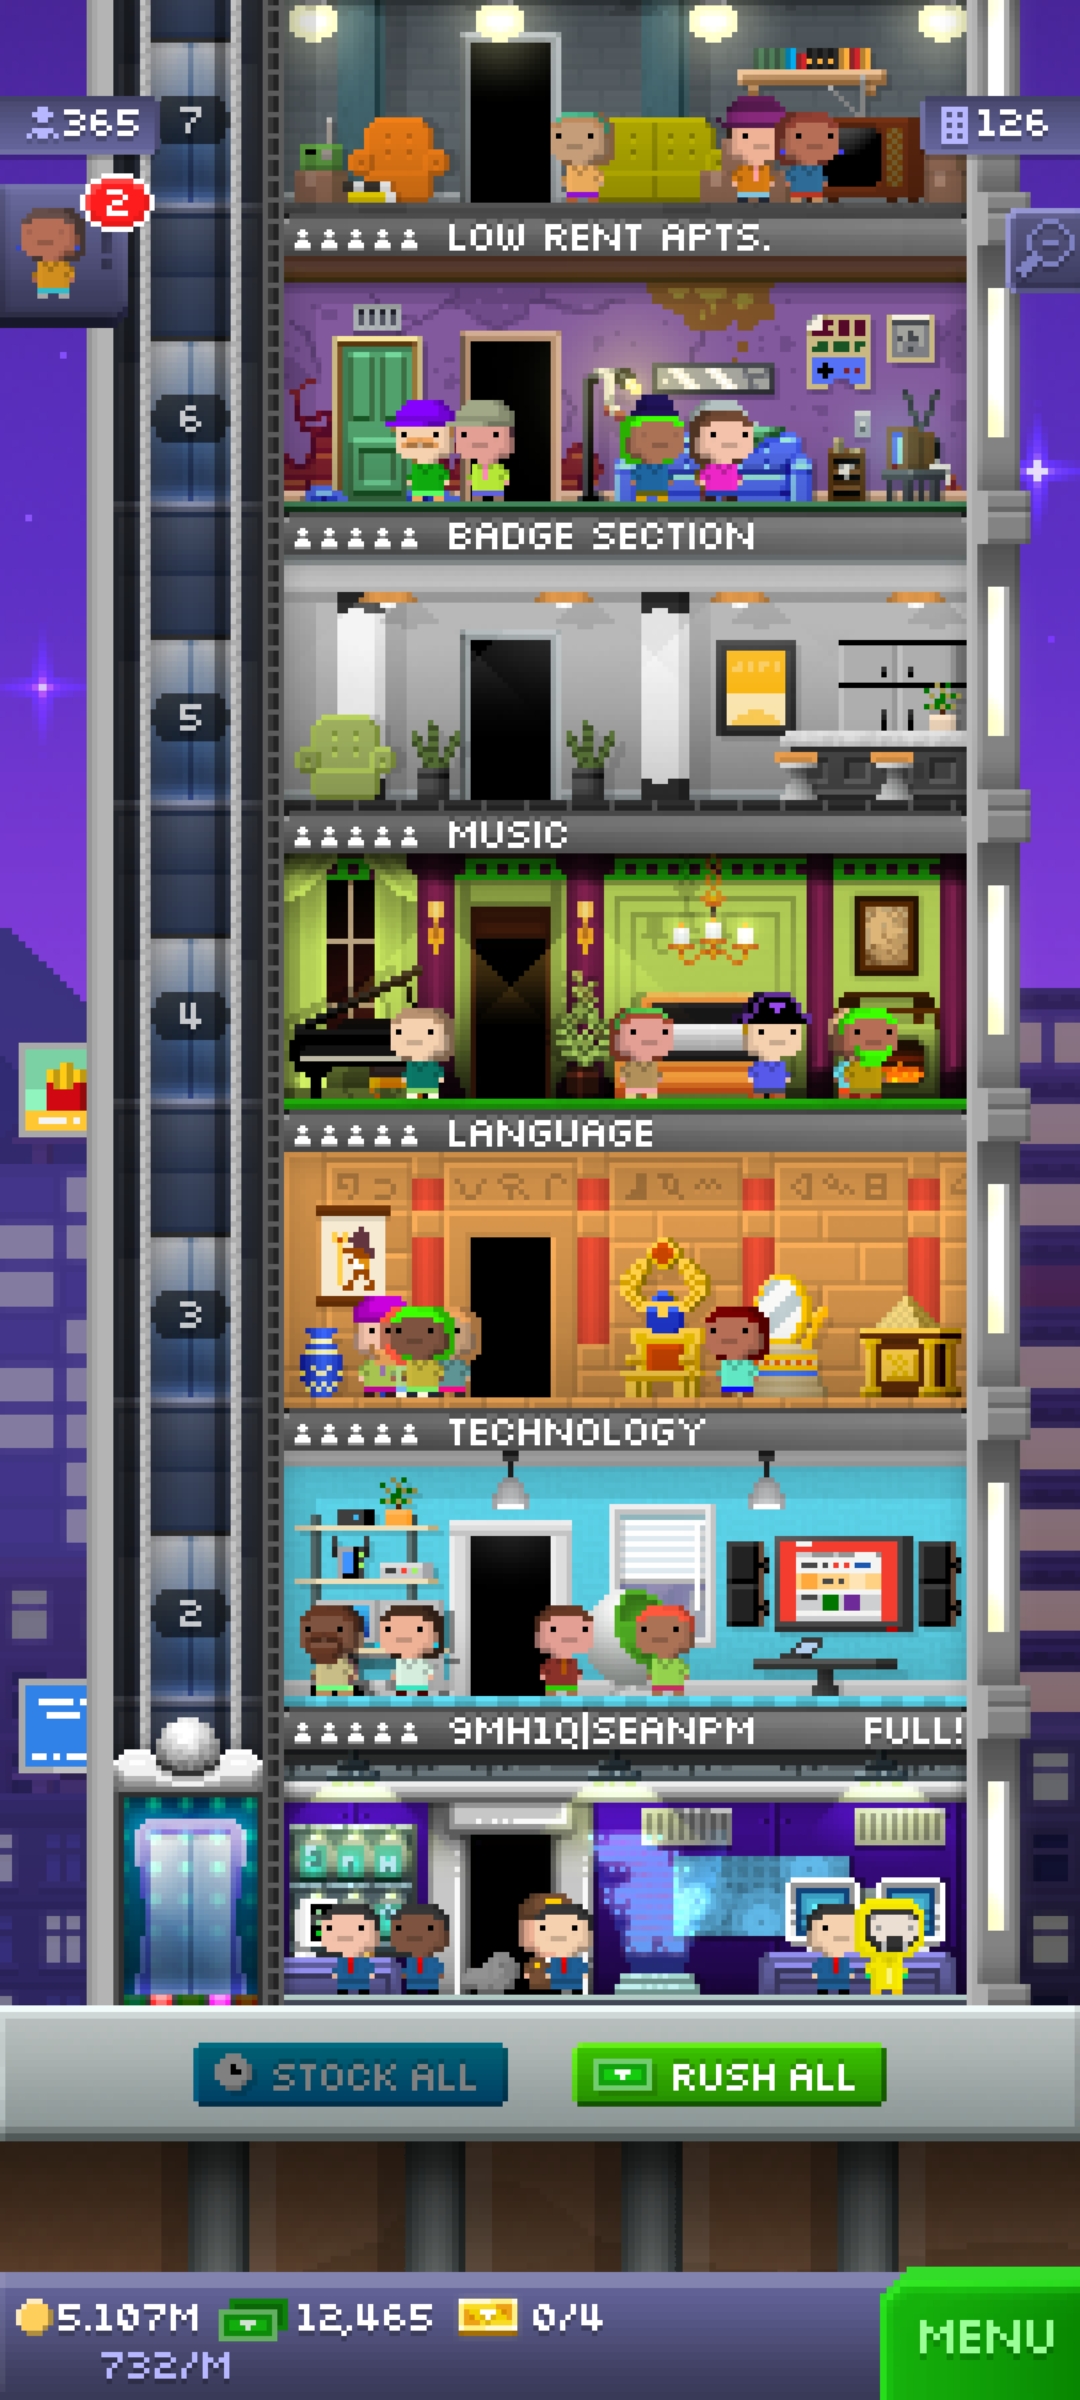 7
365
126
2
LOW RENT APTS.
6
BADGE SECTION
5
MUSIC
4
LANGUAGE
3
TECHNOLOGY
2
9MH1Q|SEANPM FULL!
STOCK ALL
RUSH ALL
5.107M 12,465 0/4
732/M
MENU